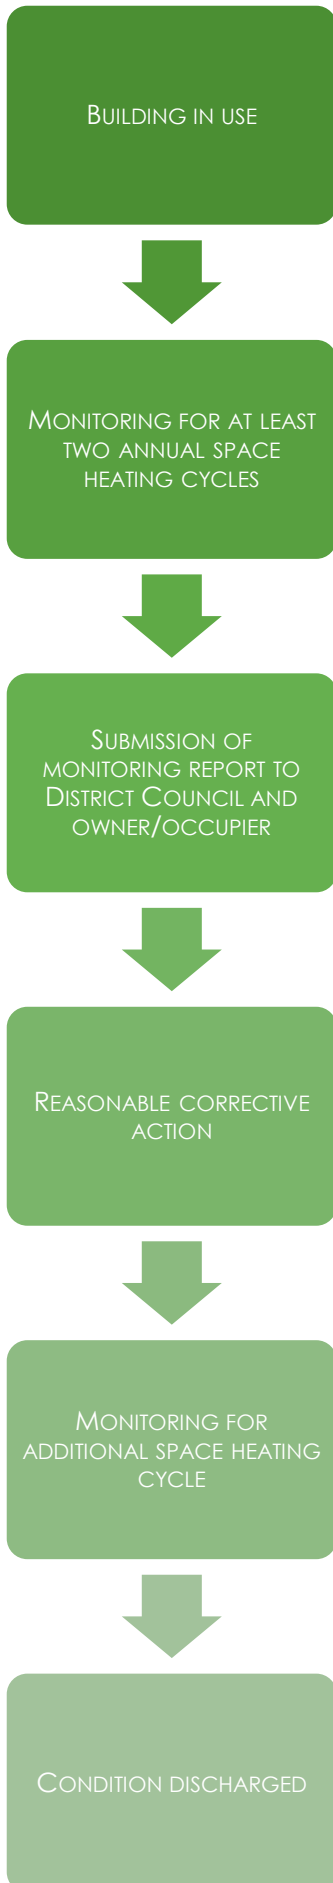 BUILDING IN USE
MONITORING FOR AT LEAST
TWO ANNUAL SPACE
HEATING CYCLES
SUBMISSION OF
MONITORING REPORT TO
DISTRICT COUNCIL AND
OWNER/OCCUPIER
REASONABLE CORRECTIVE
ACTION
MONITORING FOR
ADDITIONAL SPACE HEATING
CYCLE
CONDITION DISCHARGED